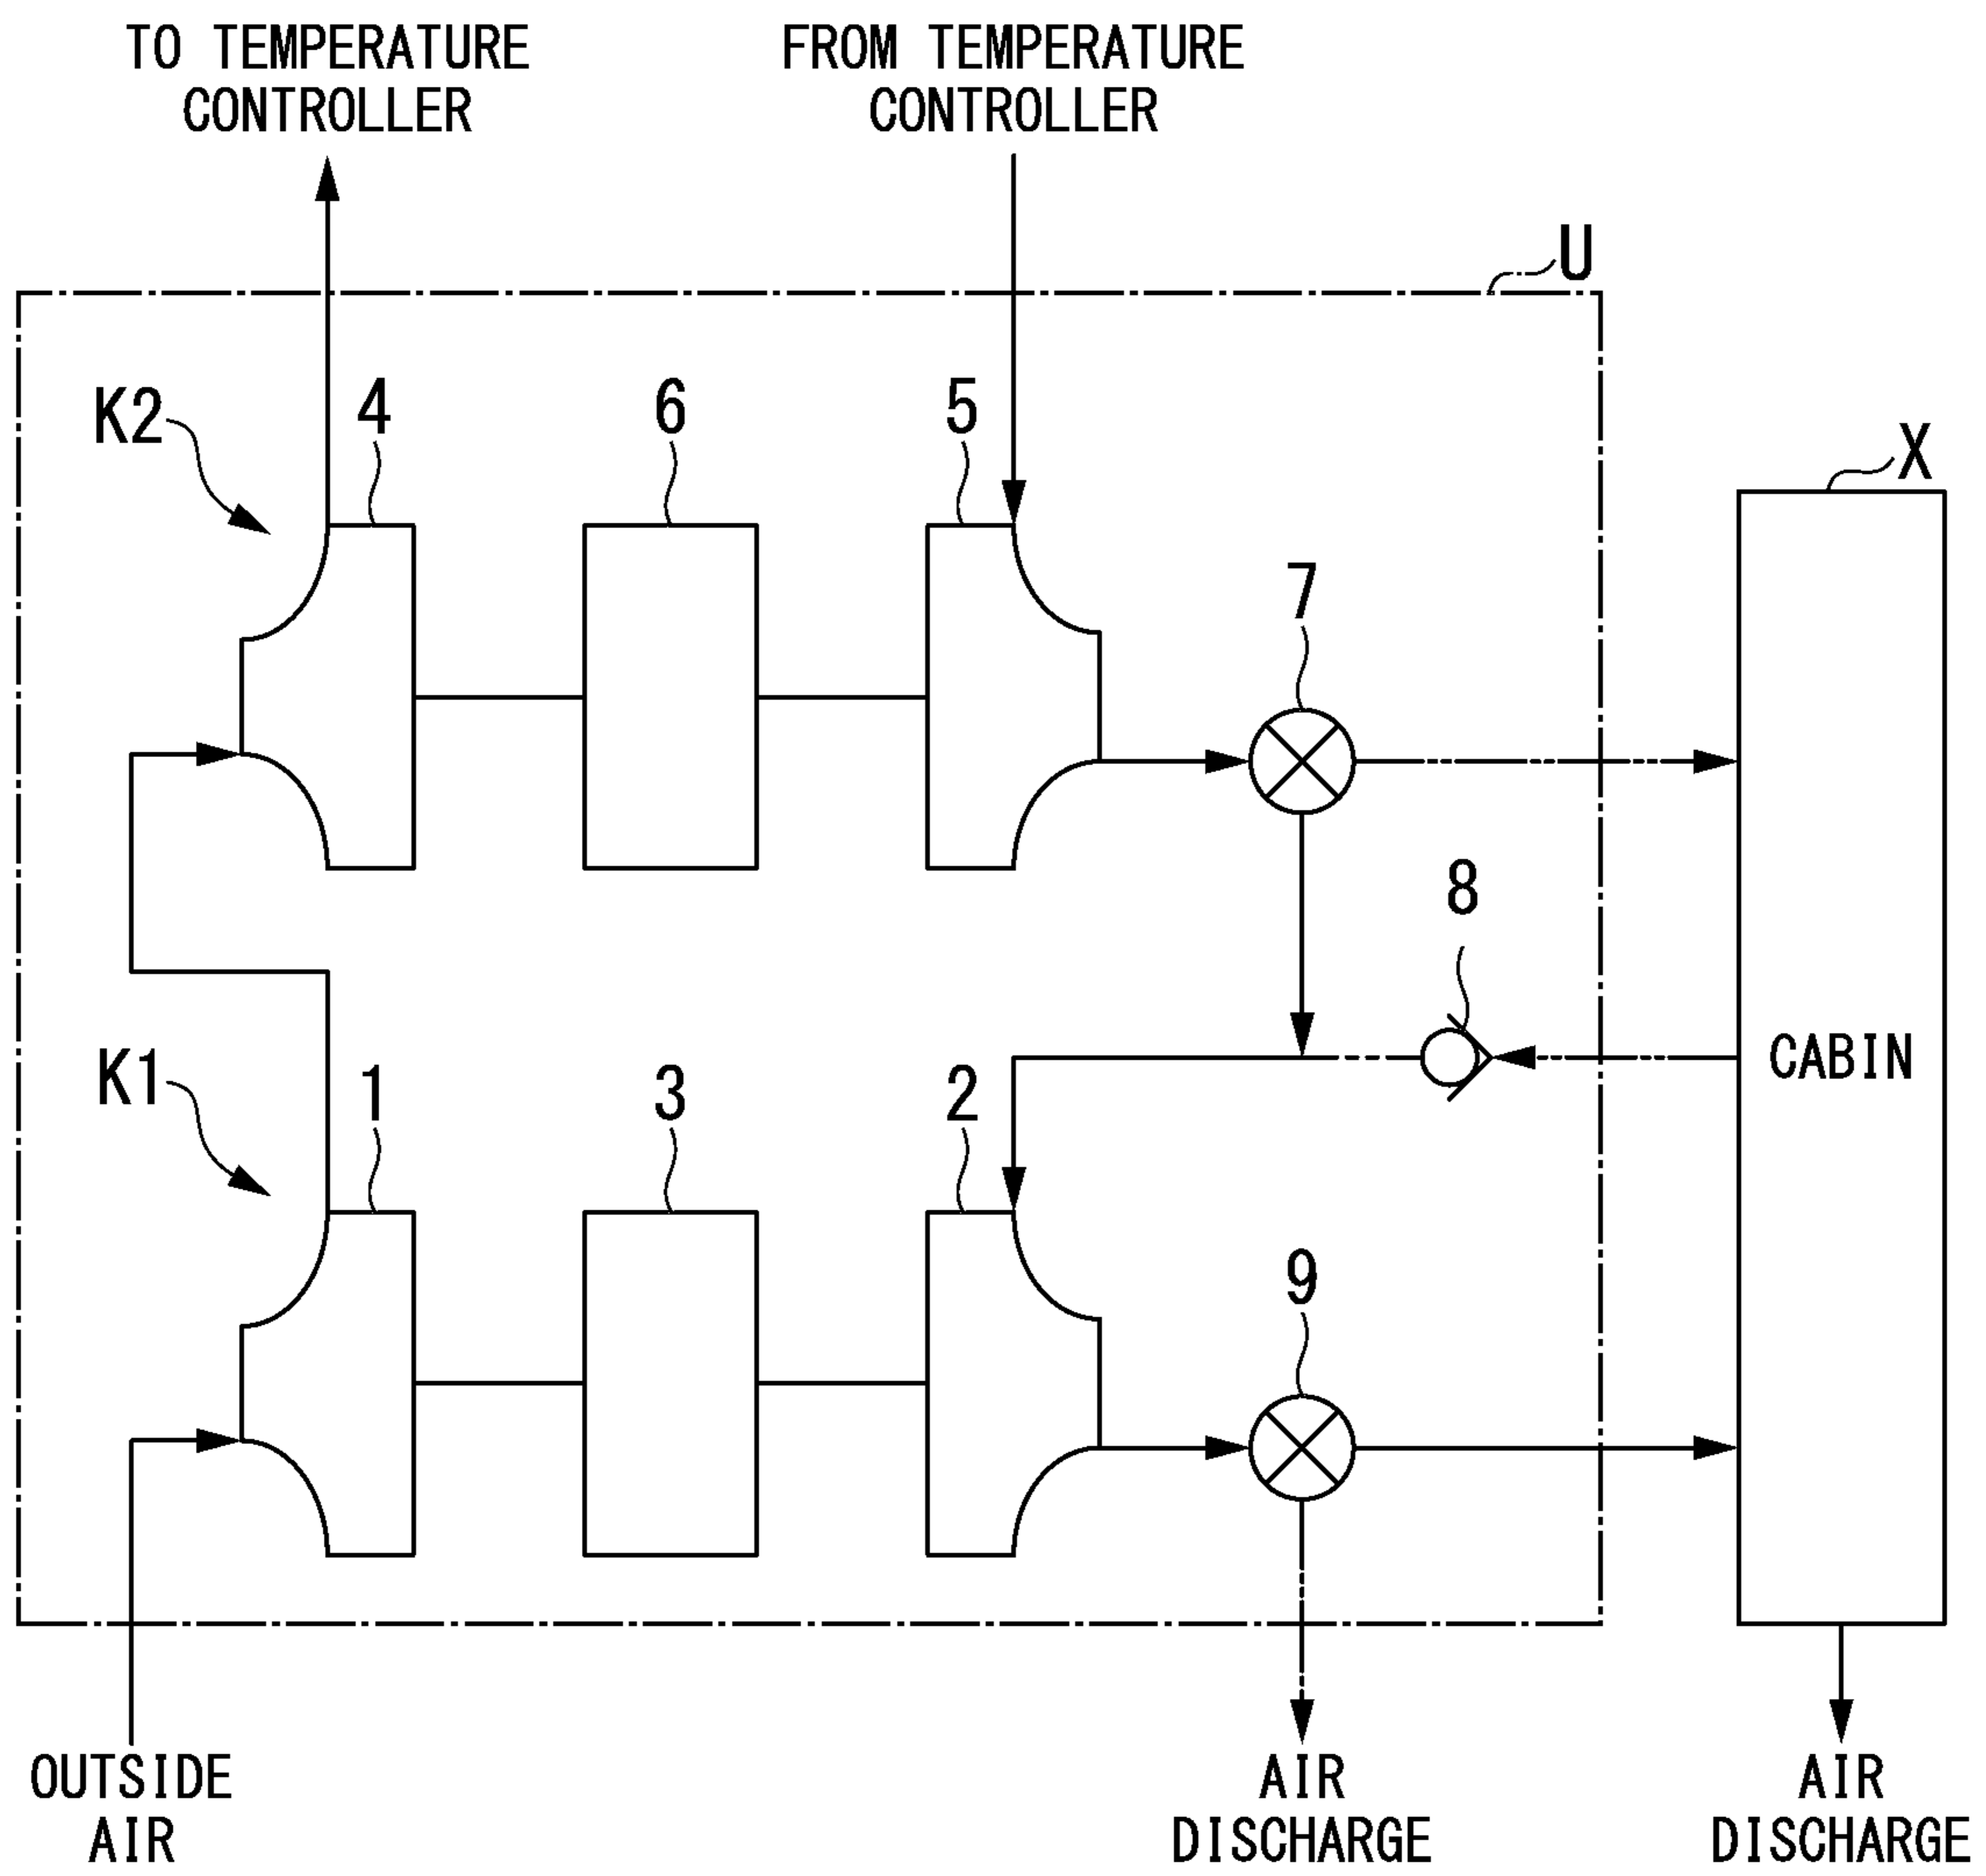 TO TEMPERATURE
CONTROLLER
FROM TEMPERATURE
CONTROLLER
U
K2
4
6
5
X
7
8
CABIN
K1
1
3
2
9
OUTSIDE
AIR
AIR
DISCHARGE
AIR
DISCHARGE